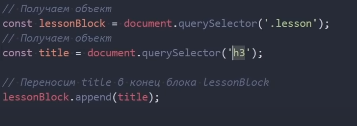 // Получаем объект
const lessonBlock = document.querySelector('.lesson');
// Получаем объект
const title = document.querySelector('h3');
// Переносим title в конец блока lessonBlock
lessonBlock.append(title);